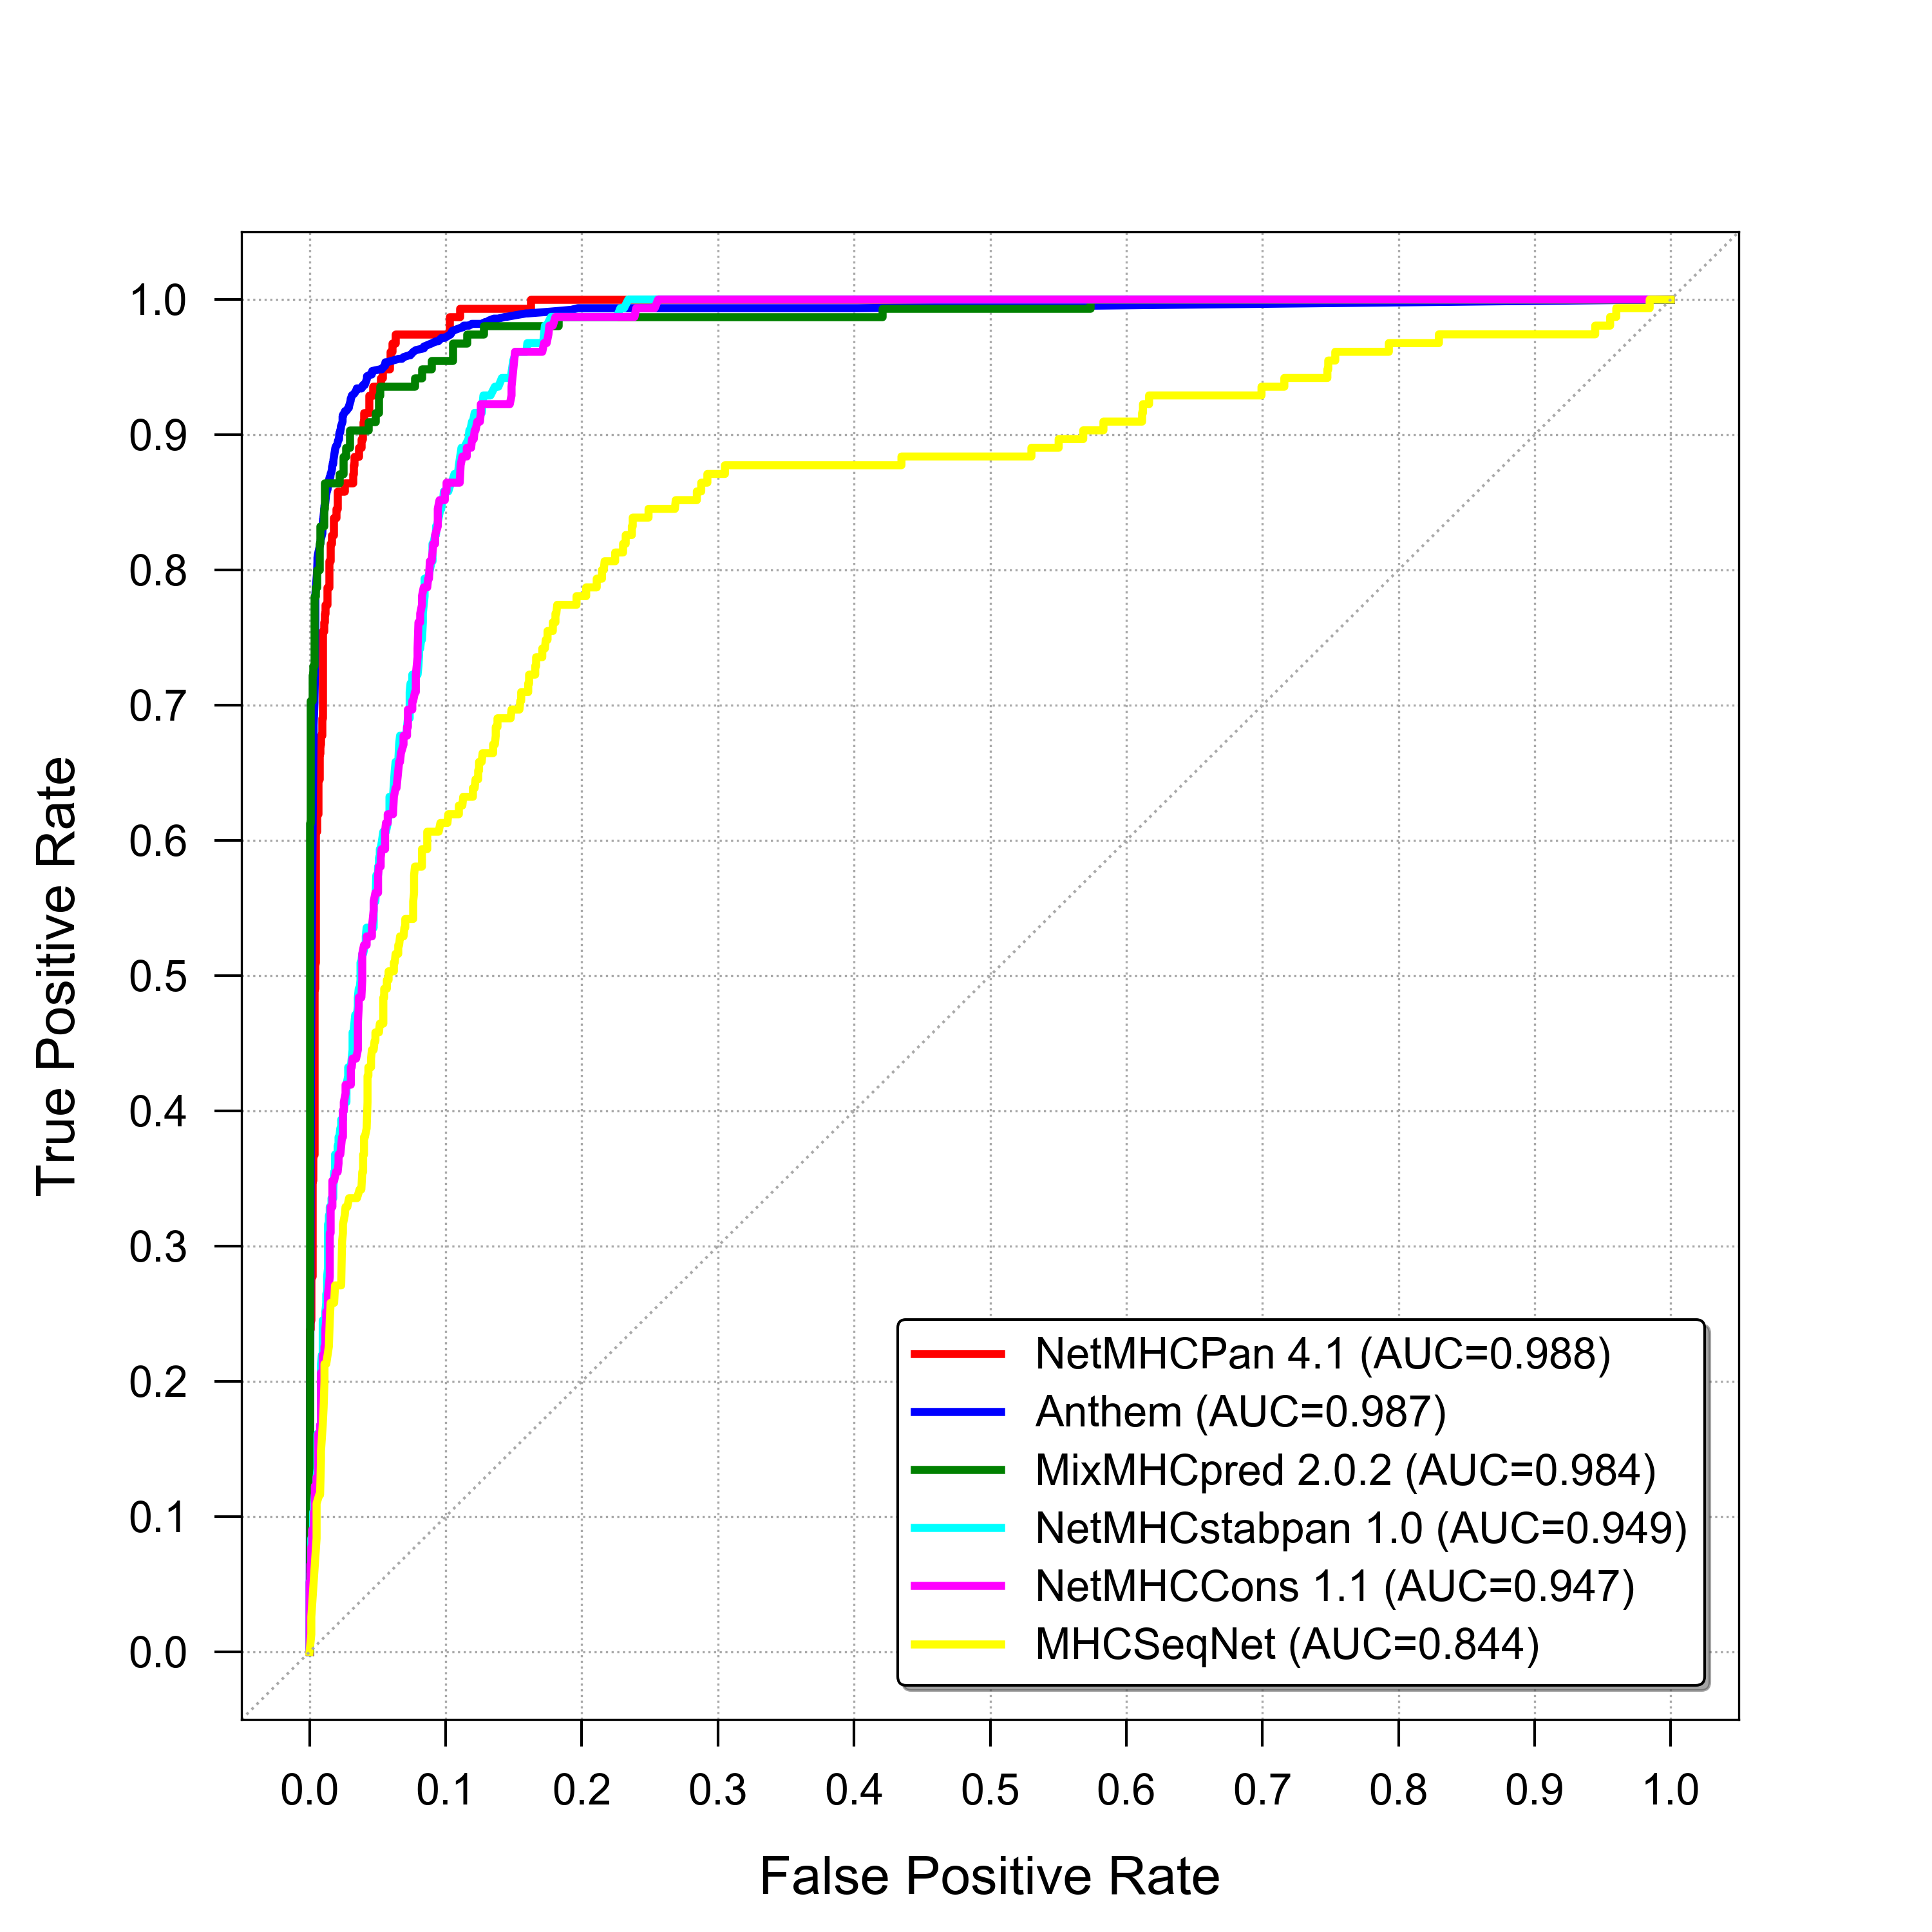 1.0
0.9
0.8
0.7
0.6
0.5
0.4
0.3
0.2
0.1
0.0
True Positive Rate
NetMHCPan 4.1 (AUC=0.988)
Anthem (AUC=0.987)
MixMHCpred 2.0.2 (AUC=0.984)
NetMHCstabpan 1.0 (AUC=0.949)
NetMHCCons 1.1 (AUC=0.947)
MHCSeqNet (AUC=0.844)
0.0 0.1 0.2 0.3 0.4 0.5 0.6 0.7 0.8 0.9 1.0
False Positive Rate